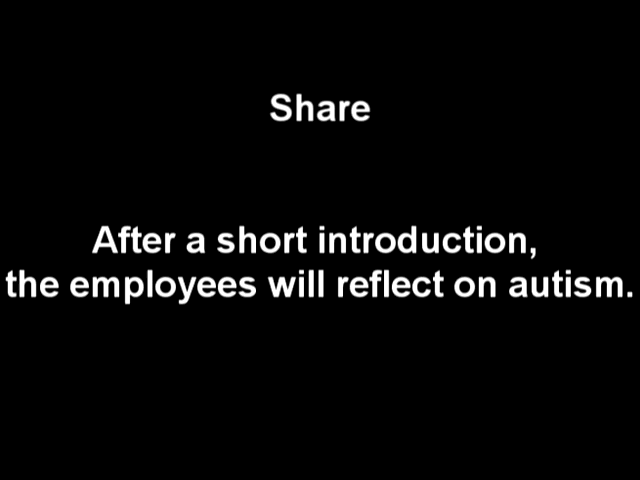 Share
After a short introduction,
the employees will reflect on autism.